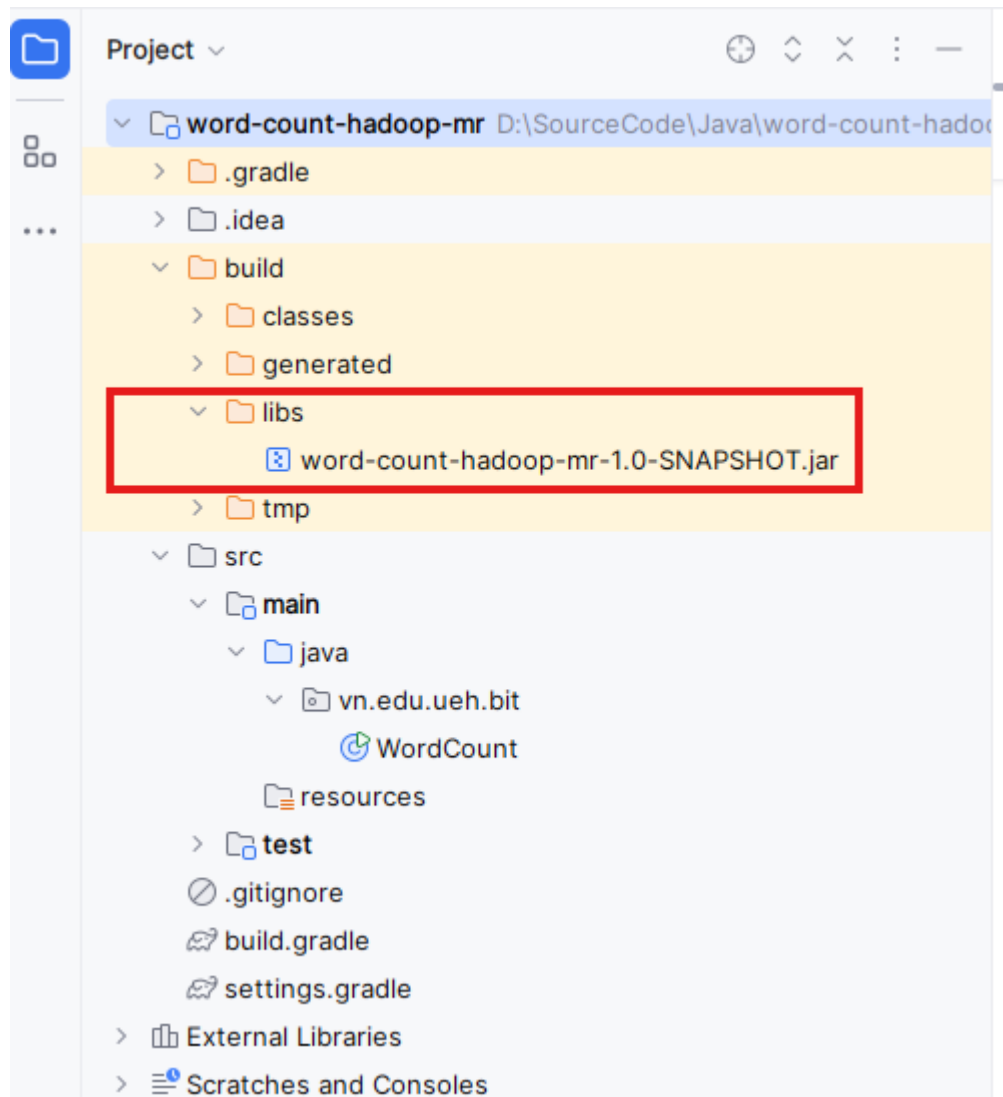 Project
word-count-hadoop-mr D:\SourceCode\Java\word-count-hado
.gradle
.idea
build
classes
generated
libs
word-count-hadoop-mr-1.0-SNAPSHOT.jar
tmp
src
main
java
vn.edu.ueh.bit
WordCount
resources
test
.gitignore
build.gradle
settings.gradle
External Libraries
Scratches and Consoles